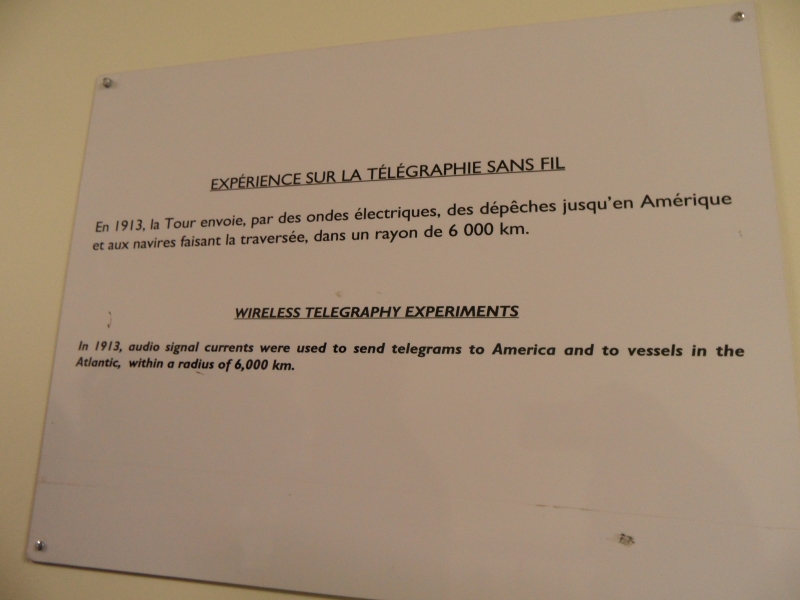 EXPÉRIENCE SUR LA TÉLÉGRAPHIE SANS FIL
En 1913, la Tour envoie, par des ondes électriques, des dépêches jusqu'en Amérique
et aux navires faisant la traversée, dans un rayon de 6 000 km.
WIRELESS TELEGRAPHY EXPERIMENTS
In 1913, audio signal currents were used to send telegrams to America and to vessels in the
Atlantic, within a radius of 6,000 km.